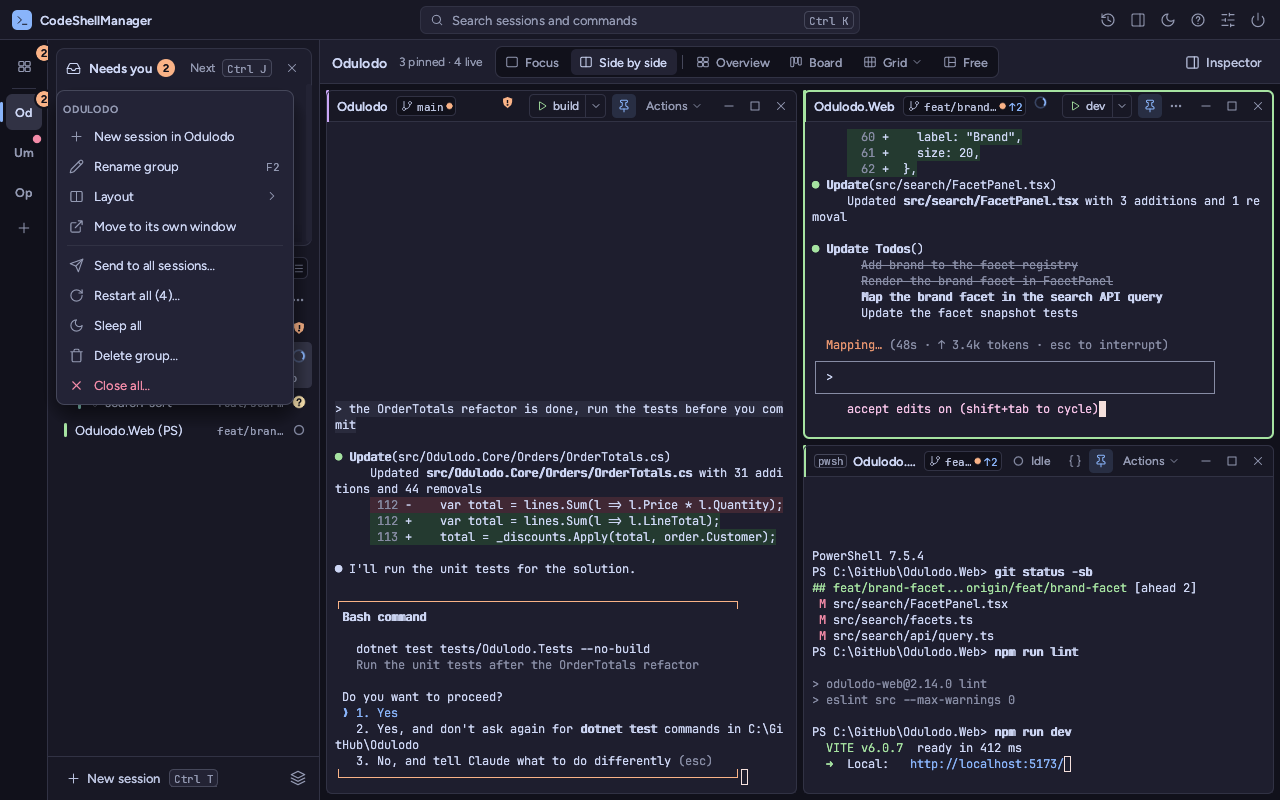 CodeShellManager
Search sessions and commands
Ctrl K
2
Needs you 2 Next Ctrl J
Odulodo 3 pinned · 4 live
Focus Side by side Overview Board Grid Free
Inspector
2
Od
Um
Op
ODULODO
New session in Odulodo
Rename group F2
Layout
Move to its own window
Send to all sessions…
Restart all (4)…
Sleep all
Delete group…
Close all…
Odulodo.Web (PS) feat/bran…
New session Ctrl T
Odulodo main build Actions
> the OrderTotals refactor is done, run the tests before you com
mit
Update(src/Odulodo.Core/Orders/OrderTotals.cs)
Updated src/Odulodo.Core/Orders/OrderTotals.cs with 31 addi
tions and 44 removals
112 - var total = lines.Sum(l => l.Price * l.Quantity);
112 + var total = lines.Sum(l => l.LineTotal);
113 + total = _discounts.Apply(total, order.Customer);
I'll run the unit tests for the solution.
Bash command
dotnet test tests/Odulodo.Tests --no-build
Run the unit tests after the OrderTotals refactor
Do you want to proceed?
❯ 1. Yes
2. Yes, and don't ask again for dotnet test commands in C:\Gi
tHub\Odulodo
3. No, and tell Claude what to do differently (esc)
Odulodo.Web feat/brand… ↑2 dev
60 + label: "Brand",
61 + size: 20,
62 + },
Update(src/search/FacetPanel.tsx)
Updated src/search/FacetPanel.tsx with 3 additions and 1 re
moval
Update Todos()
Add brand to the facet registry
Render the brand facet in FacetPanel
Map the brand facet in the search API query
Update the facet snapshot tests
Mapping… (48s · ↑ 3.4k tokens · esc to interrupt)
>
accept edits on (shift+tab to cycle)
pwsh Odulodo.… fea… ↑2 Idle {} Actions
PowerShell 7.5.4
PS C:\GitHub\Odulodo.Web> git status -sb
## feat/brand-facet...origin/feat/brand-facet [ahead 2]
M src/search/FacetPanel.tsx
M src/search/facets.ts
M src/search/api/query.ts
PS C:\GitHub\Odulodo.Web> npm run lint
> odulodo-web@2.14.0 lint
> eslint src --max-warnings 0
PS C:\GitHub\Odulodo.Web> npm run dev
VITE v6.0.7 ready in 412 ms
➜ Local: http://localhost:5173/